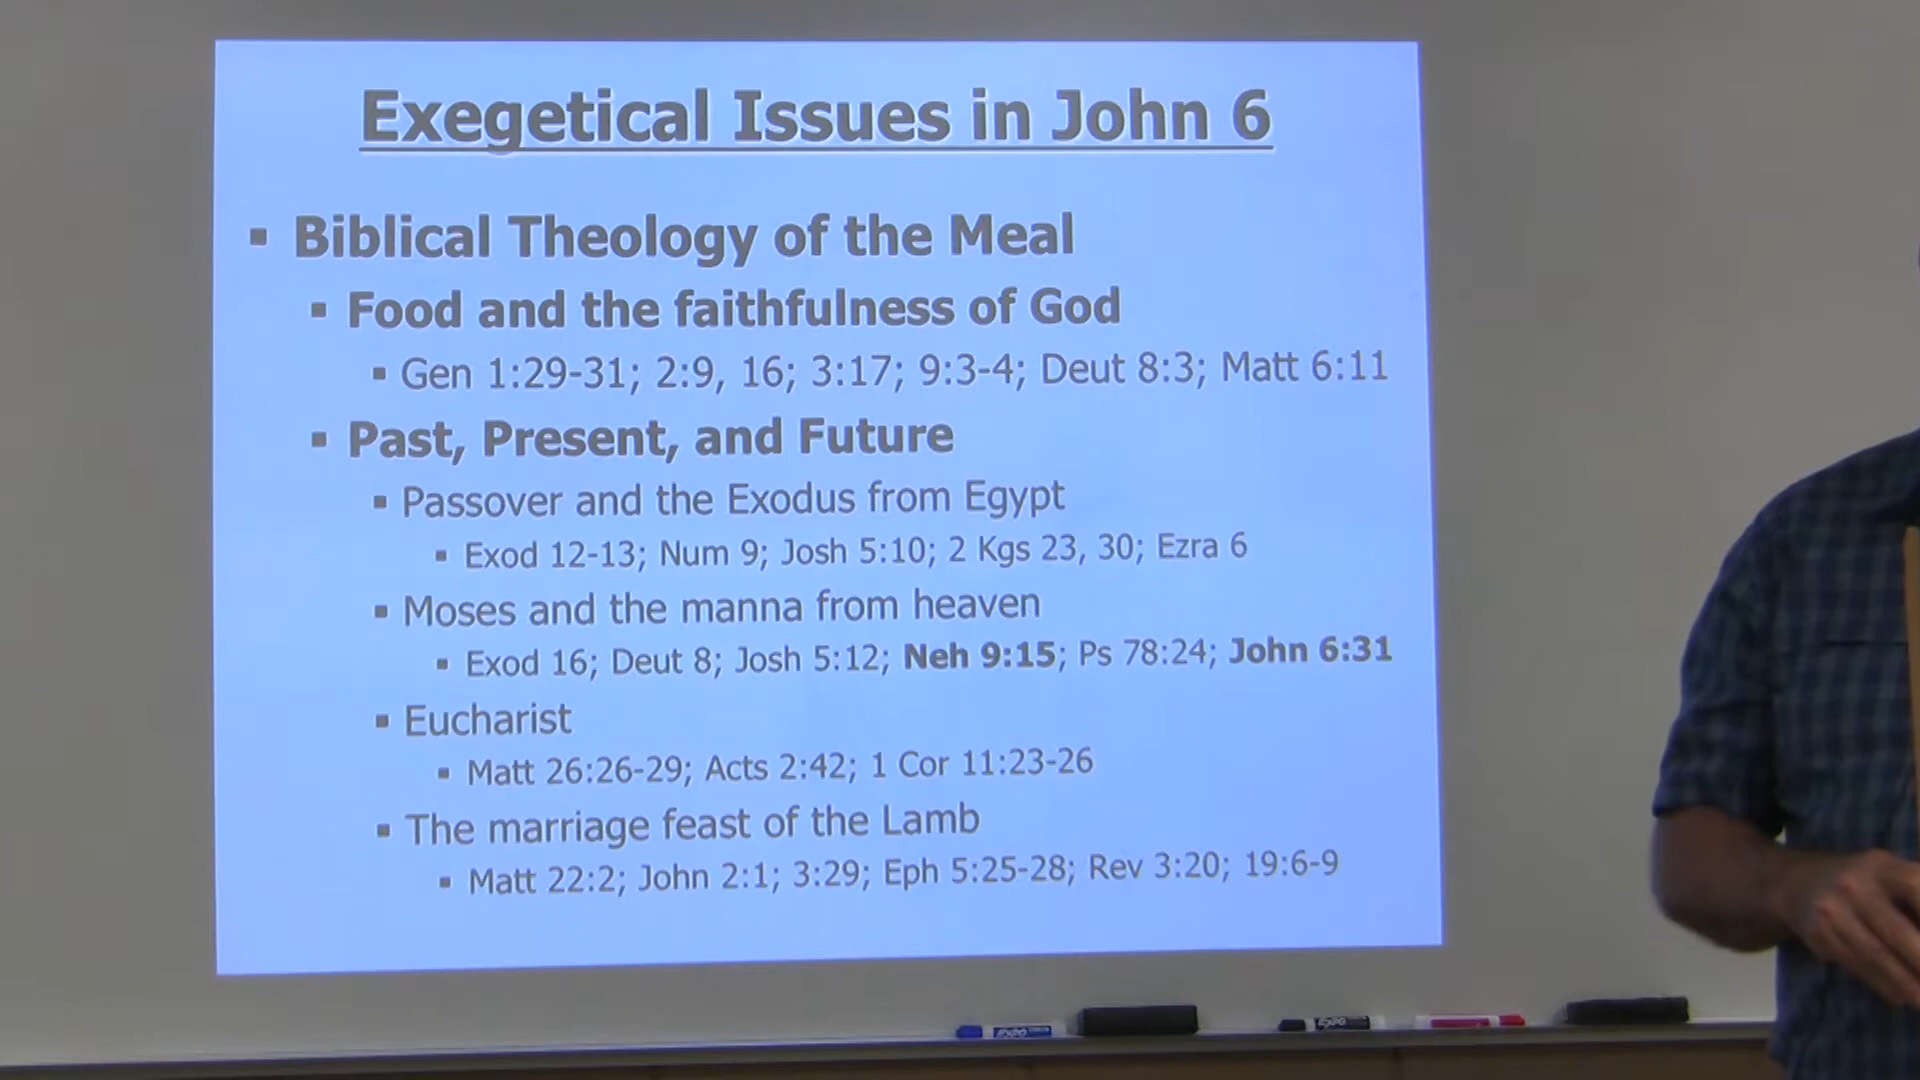 Exegetical Issues in John 6
▪ Biblical Theology of the Meal
▪ Food and the faithfulness of God
▪ Gen 1:29-31; 2:9, 16; 3:17; 9:3-4; Deut 8:3; Matt 6:11
▪ Past, Present, and Future
▪ Passover and the Exodus from Egypt
▪ Exod 12-13; Num 9; Josh 5:10; 2 Kgs 23, 30; Ezra 6
▪ Moses and the manna from heaven
▪ Exod 16; Deut 8; Josh 5:12; Neh 9:15; Ps 78:24; John 6:31
▪ Eucharist
▪ Matt 26:26-29; Acts 2:42; 1 Cor 11:23-26
▪ The marriage feast of the Lamb
▪ Matt 22:2; John 2:1; 3:29; Eph 5:25-28; Rev 3:20; 19:6-9
EXPO
EXPO